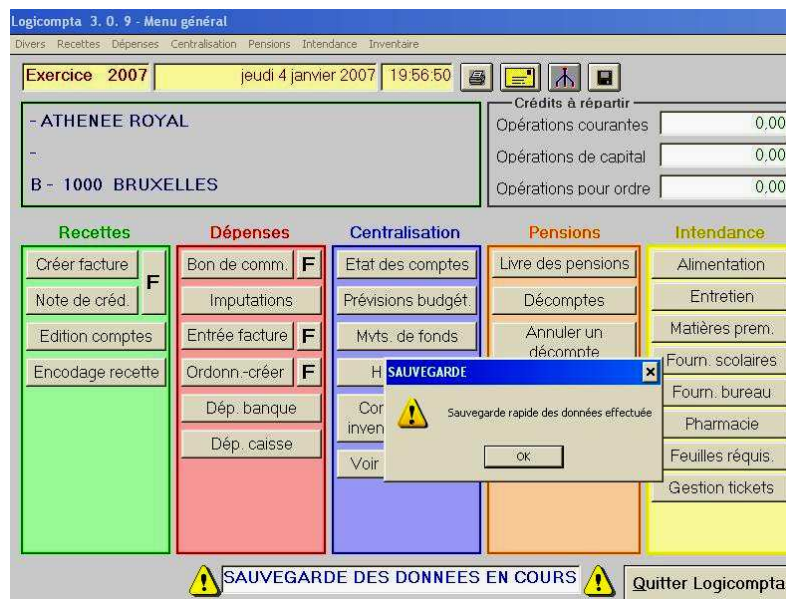 Logicompta 3. 0. 9 - Menu général
Divers Recettes Dépenses Centralisation Pensions Intendance Inventaire
Exercice 2007 jeudi 4 janvier 2007 19:56:50
Crédits à répartir
- ATHENEE ROYAL
Opérations courantes 0,00
-
Opérations de capital 0,00
B - 1000 BRUXELLES
Opérations pour ordre 0,00
Recettes Dépenses Centralisation Pensions Intendance
Créer facture F Bon de comm. F Etat des comptes Livre des pensions Alimentation
Note de créd. Imputations Prévisions budgét. Décomptes Entretien
Edition comptes Entrée facture F Mvts. de fonds Annuler un décompte Matières prem.
Encodage recette Ordonn.-créer F H Fourn. scolaires
SAUVEGARDE
Sauvegarde rapide des données effectuée
OK
Dép. banque Cor Fourn. bureau
inven Pharmacie
Dép. caisse Voir Feuilles réquis.
Gestion tickets
SAUVEGARDE DES DONNEES EN COURS
Quitter Logicompta